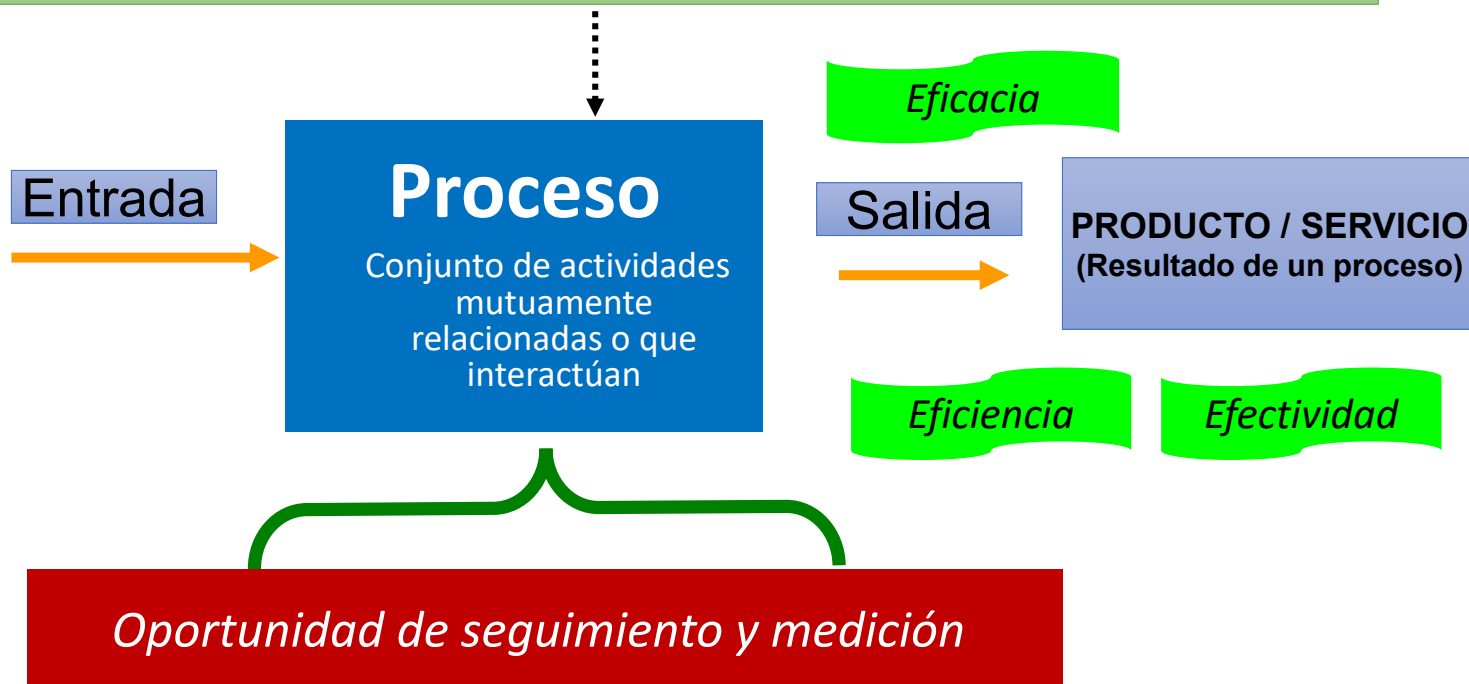 Eficacia
Entrada
Proceso
Conjunto de actividades
mutuamente
relacionadas o que
interactúan
Salida
PRODUCTO / SERVICIO
(Resultado de un proceso)
Eficiencia
Efectividad
Oportunidad de seguimiento y medición